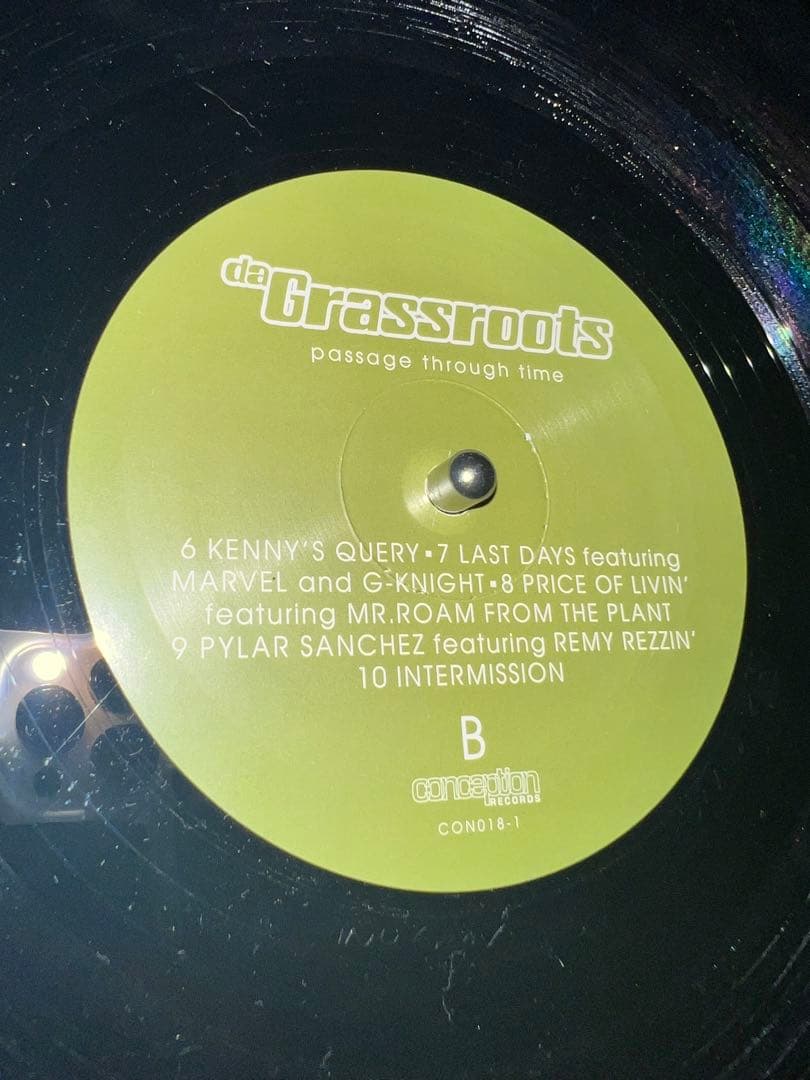 da Grassroots
passage through time
6 KENNY'S QUERY▪7 LAST DAYS featuring
MARVEL and G-KNIGHT▪8 PRICE OF LIVIN'
featuring MR.ROAM FROM THE PLANT
9 PYLAR SANCHEZ featuring REMY REZZIN'
10 INTERMISSION
B
conception
RECORDS
CON018-1